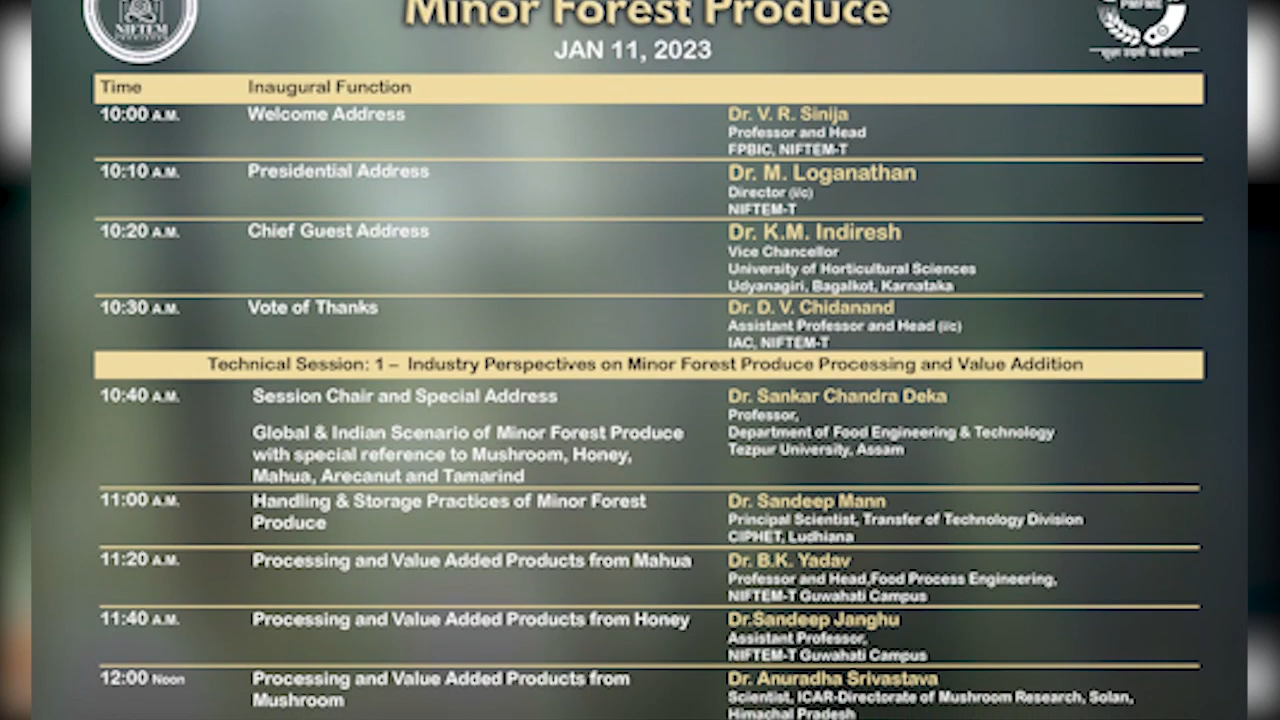 NIFTEM
Minor Forest Produce
JAN 11, 2023
Time Inaugural Function
10:00 A.M. Welcome Address Dr. V. R. Sinija
Professor and Head
FPBIC, NIFTEM-T
10:10 A.M. Presidential Address Dr. M. Loganathan
Director (i/c)
NIFTEM-T
10:20 A.M. Chief Guest Address Dr. K.M. Indiresh
Vice Chancellor
University of Horticultural Sciences
Udyanagiri, Bagalkot, Karnataka
10:30 A.M. Vote of Thanks Dr. D. V. Chidanand
Assistant Professor and Head (i/c)
IAC, NIFTEM-T
Technical Session: 1 – Industry Perspectives on Minor Forest Produce Processing and Value Addition
10:40 A.M. Session Chair and Special Address Dr. Sankar Chandra Deka
Professor,
Global & Indian Scenario of Minor Forest Produce Department of Food Engineering & Technology
with special reference to Mushroom, Honey, Tezpur University, Assam
Mahua, Arecanut and Tamarind
11:00 A.M. Handling & Storage Practices of Minor Forest Dr. Sandeep Mann
Produce Principal Scientist, Transfer of Technology Division
CIPHET, Ludhiana
11:20 A.M. Processing and Value Added Products from Mahua Dr. B.K. Yadav
Professor and Head,Food Process Engineering,
NIFTEM-T Guwahati Campus
11:40 A.M. Processing and Value Added Products from Honey Dr.Sandeep Janghu
Assistant Professor,
NIFTEM-T Guwahati Campus
12:00 Noon Processing and Value Added Products from Dr. Anuradha Srivastava
Mushroom Scientist, ICAR-Directorate of Mushroom Research, Solan,
Himachal Pradesh